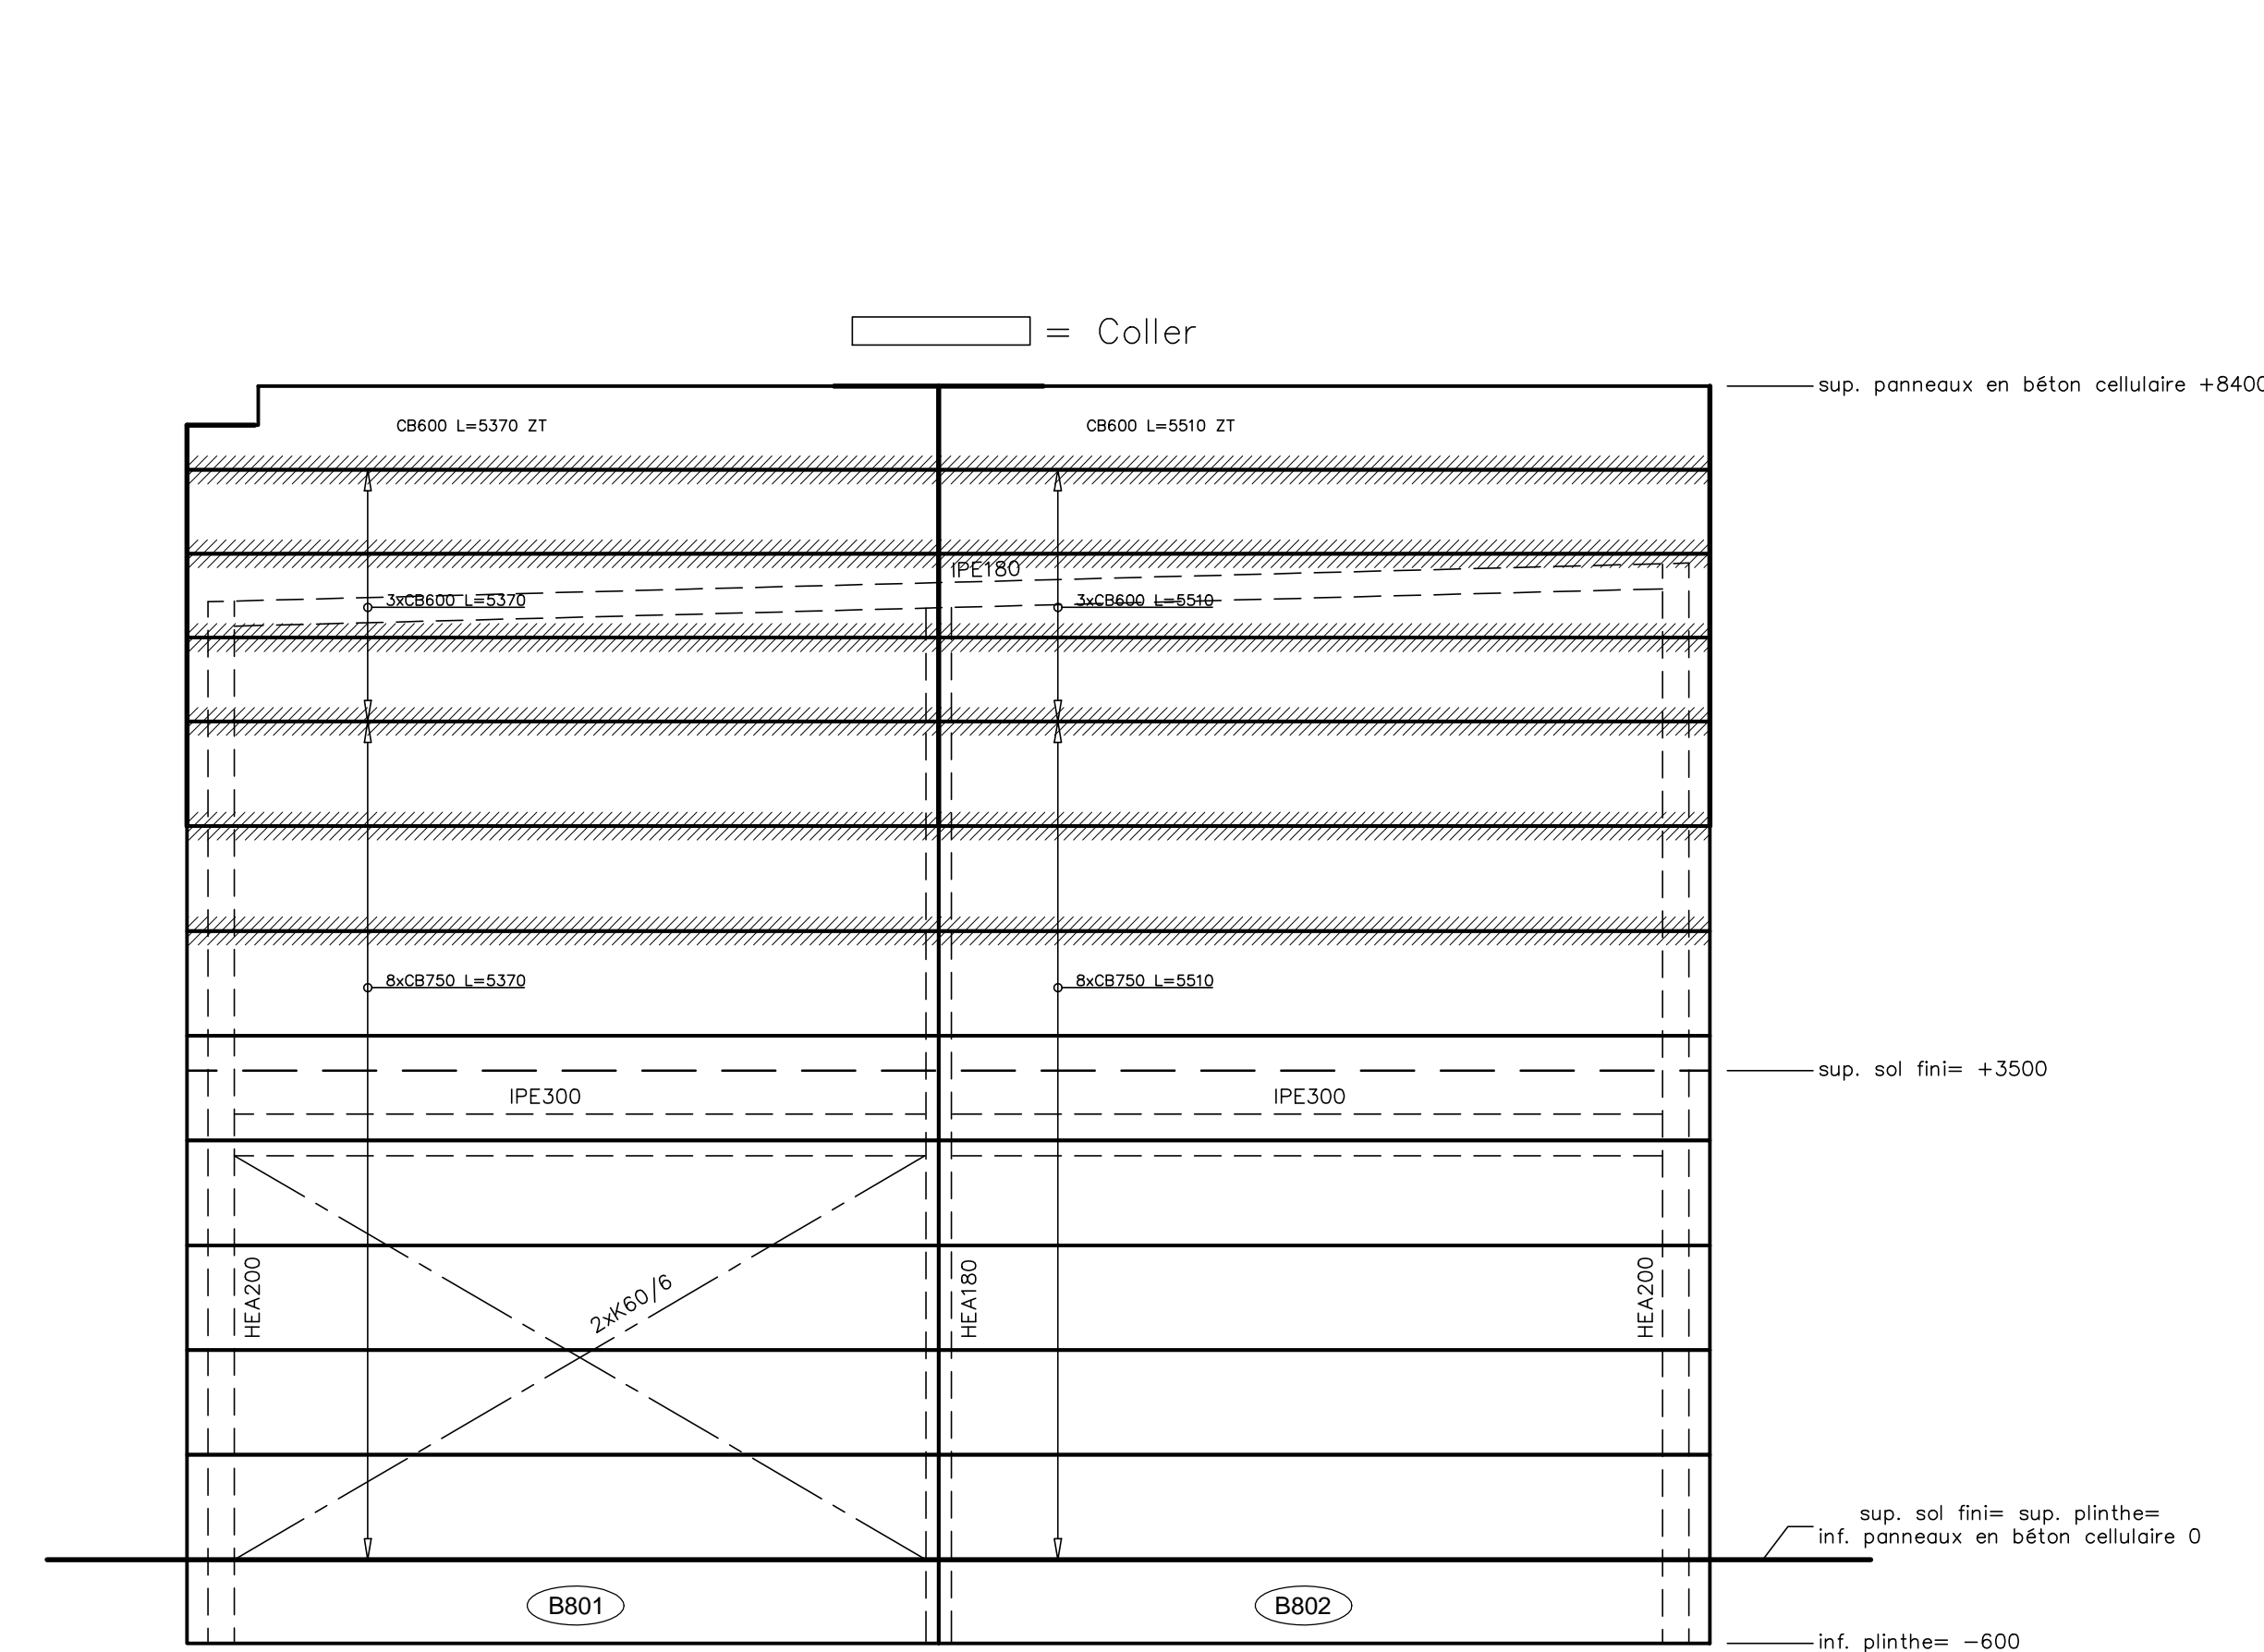 = Coller
sup. panneaux en béton cellulaire +8400
CB600 L=5370 ZT
CB600 L=5510 ZT
IPE180
3xCB600 L=5370
3xCB600 L=5510
8xCB750 L=5370
8xCB750 L=5510
sup. sol fini= +3500
IPE300
IPE300
HEA200
2xK60/6
HEA180
HEA200
sup. sol fini= sup. plinthe=
inf. panneaux en béton cellulaire 0
B801
B802
inf. plinthe= −600